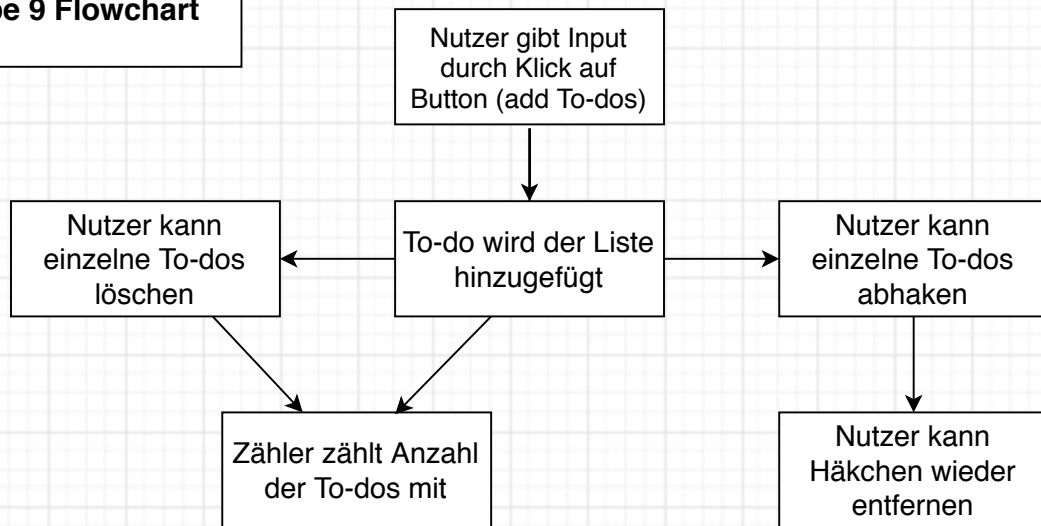 9 Flowchart
Nutzer gibt Input
durch Klick auf
Button (add To-dos)
Nutzer kann
einzelne To-dos
löschen
To-do wird der Liste
hinzugefügt
Nutzer kann
einzelne To-dos
abhaken
Zähler zählt Anzahl
der To-dos mit
Nutzer kann
Häkchen wieder
entfernen